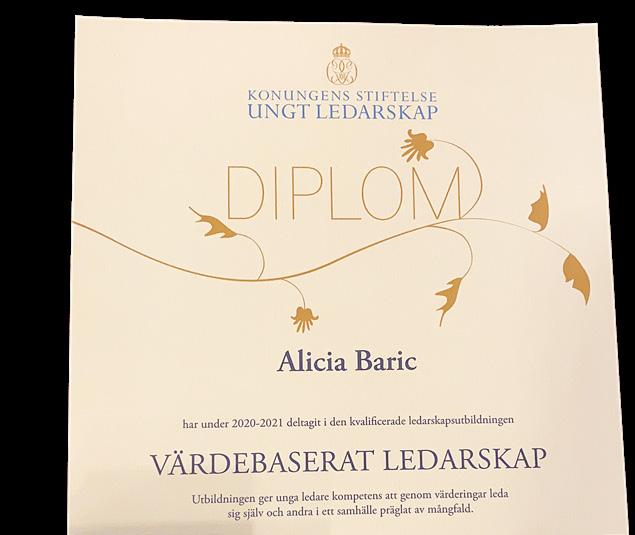 KONUNGENS STIFTELSE
UNGT LEDARSKAP
DIPLOM
Alicia Baric
har under 2020-2021 deltagit i den kvalificerade ledarskapsutbildningen
VÄRDEBASERAT LEDARSKAP
Utbildningen ger unga ledare kompetens att genom värderingar leda
sig själv och andra i ett samhälle präglat av mångfald.